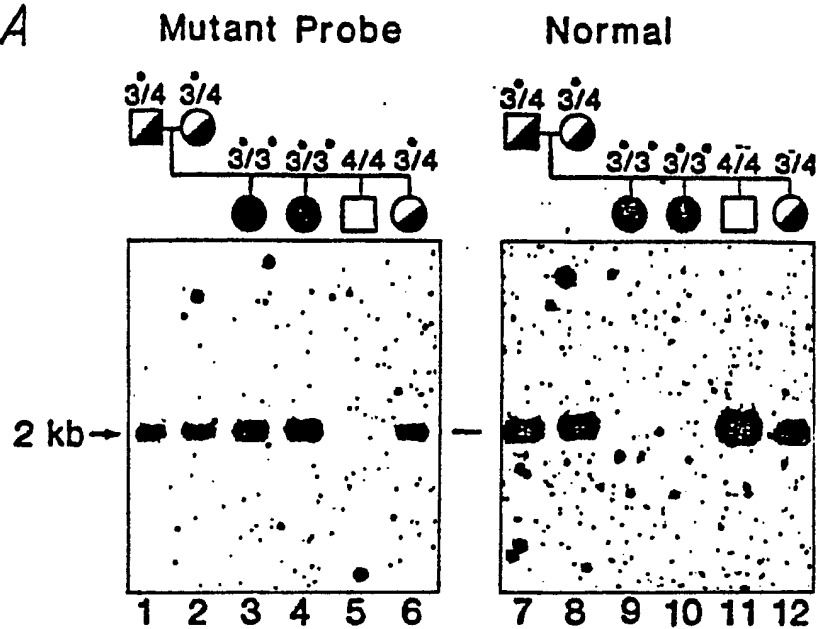 A
Mutant Probe Normal
3̇/4 3̇/4 3̇/4 3̇/4
3̇/3̇ 3̇/3̇ 4/4 3̇/4 3̇/3̇ 3̇/3̇ 4/4 3/4
2 kb→
1 2 3 4 5 6 7 8 9 10 11 12